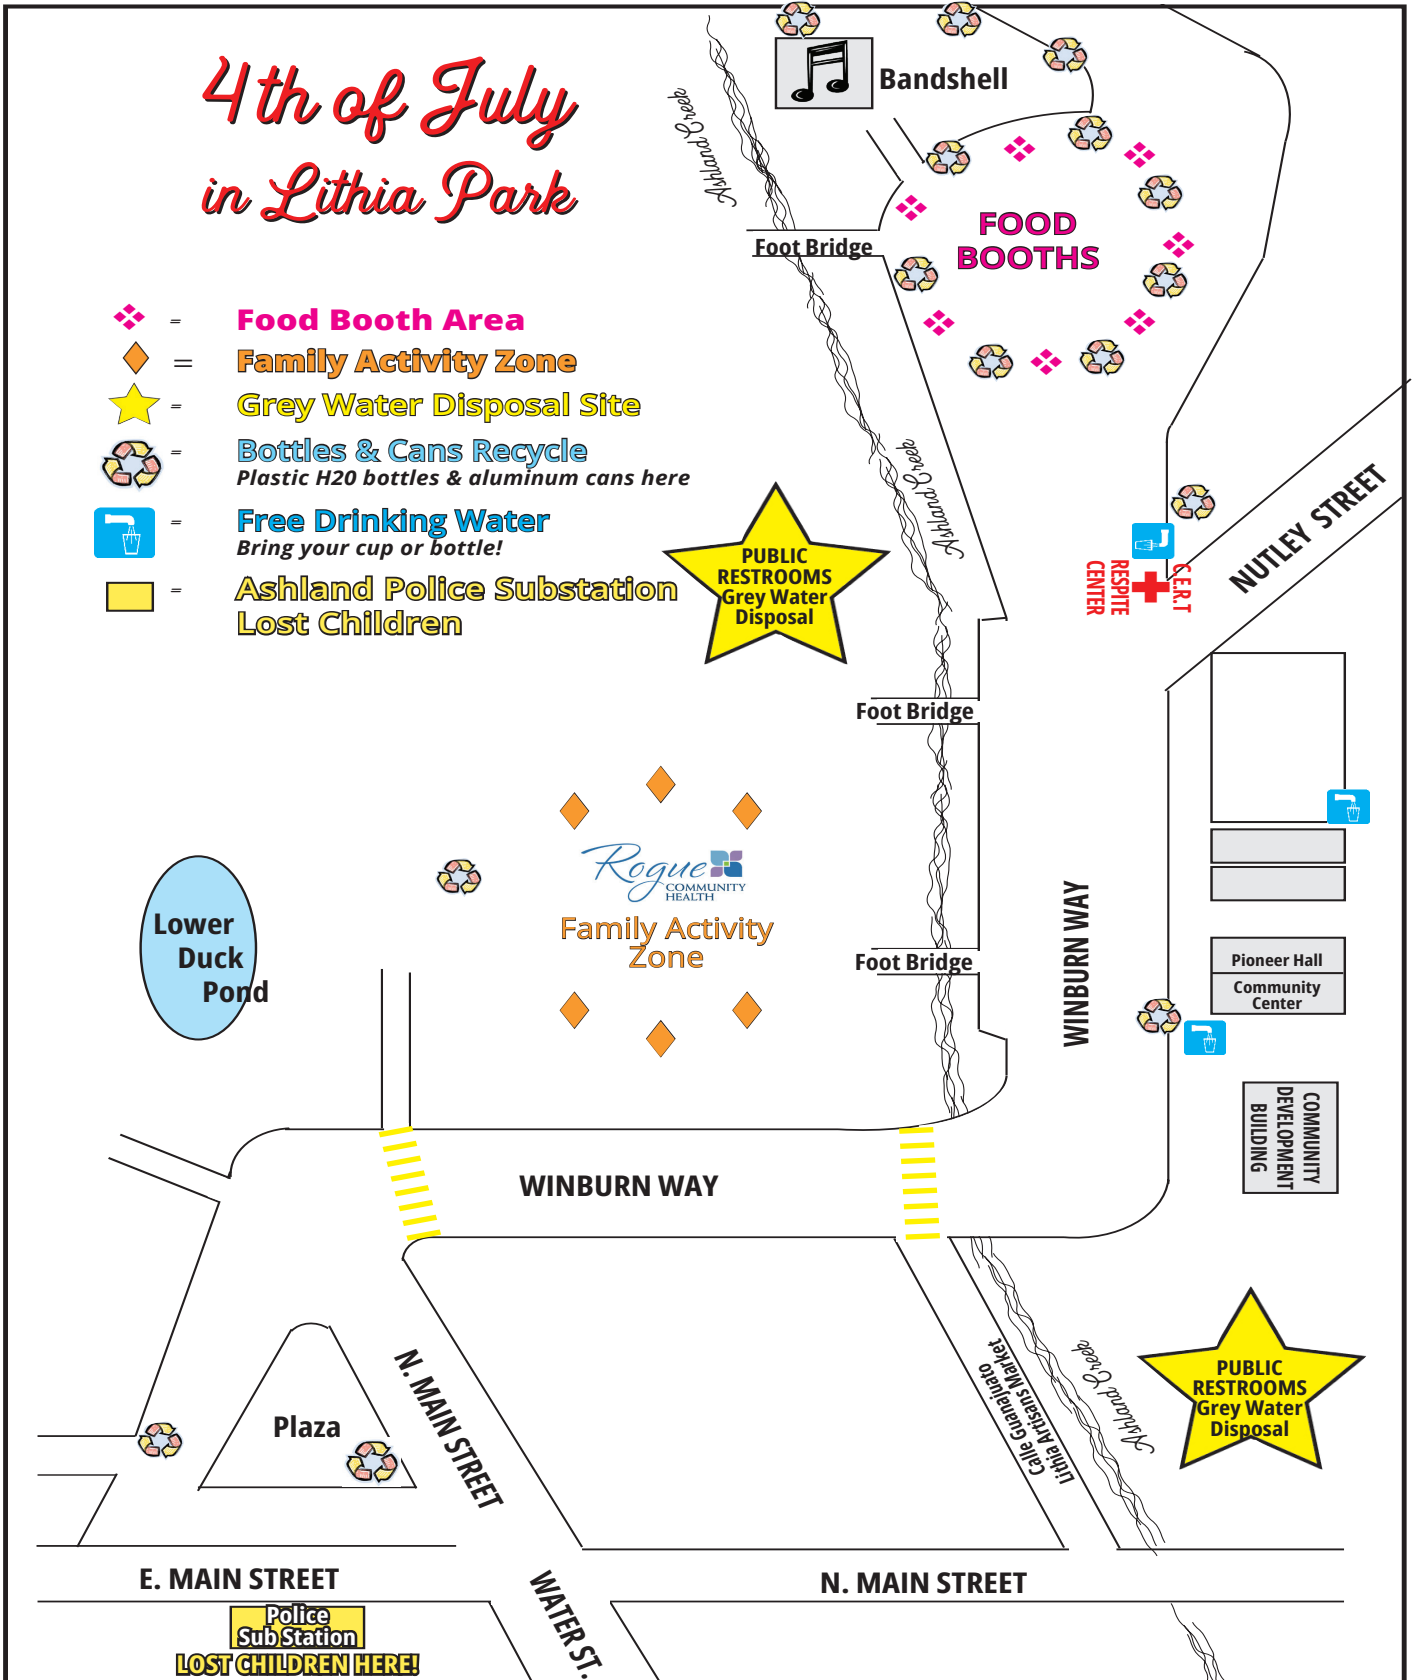 4th of July
in Lithia Park
Bandshell
Ashland Creek
Foot Bridge
FOOD
BOOTHS
= Food Booth Area
= Family Activity Zone
= Grey Water Disposal Site
= Bottles & Cans Recycle
Plastic H20 bottles & aluminum cans here
= Free Drinking Water
Bring your cup or bottle!
= Ashland Police Substation
Lost Children
Ashland Creek
PUBLIC
RESTROOMS
Grey Water
Disposal
NUTLEY STREET
C.E.R.T
RESPITE
CENTER
Foot Bridge
Rogue
COMMUNITY
HEALTH
Family Activity
Zone
Lower
Duck
Pond
Foot Bridge
WINBURN WAY
Pioneer Hall
Community
Center
COMMUNITY
DEVELOPMENT
BUILDING
WINBURN WAY
N. MAIN STREET
Plaza
Calle Guanajuato
Lithia Artisans Market
Ashland Creek
PUBLIC
RESTROOMS
Grey Water
Disposal
E. MAIN STREET
N. MAIN STREET
WATER ST.
Police
Sub Station
LOST CHILDREN HERE!